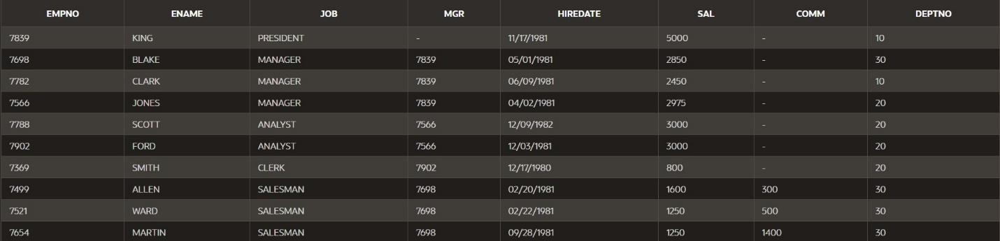 EMPNO ENAME JOB MGR HIREDATE SAL COMM DEPTNO
7839 KING PRESIDENT - 11/17/1981 5000 - 10
7698 BLAKE MANAGER 7839 05/01/1981 2850 - 30
7782 CLARK MANAGER 7839 06/09/1981 2450 - 10
7566 JONES MANAGER 7839 04/02/1981 2975 - 20
7788 SCOTT ANALYST 7566 12/09/1982 3000 - 20
7902 FORD ANALYST 7566 12/03/1981 3000 - 20
7369 SMITH CLERK 7902 12/17/1980 800 - 20
7499 ALLEN SALESMAN 7698 02/20/1981 1600 300 30
7521 WARD SALESMAN 7698 02/22/1981 1250 500 30
7654 MARTIN SALESMAN 7698 09/28/1981 1250 1400 30